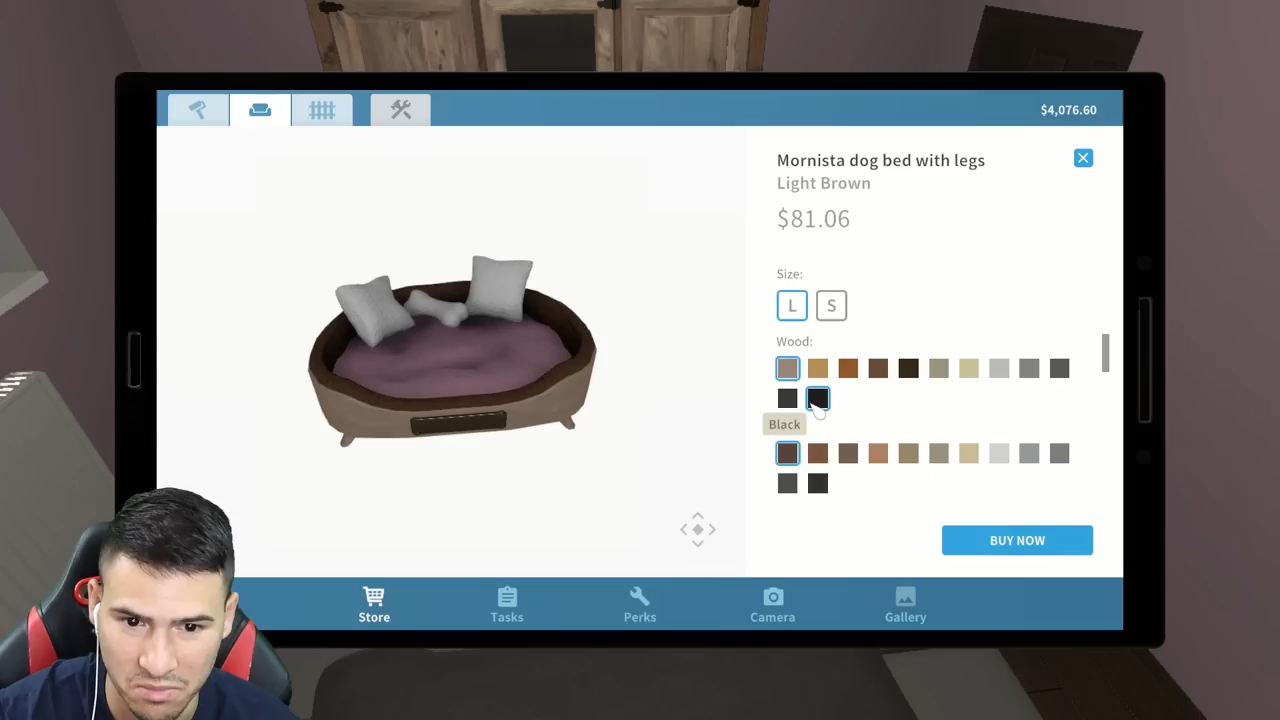 $4,076.60
Mornista dog bed with legs
Light Brown
$81.06
Size:
L S
Wood:
Black
BUY NOW
Store Tasks Perks Camera Gallery